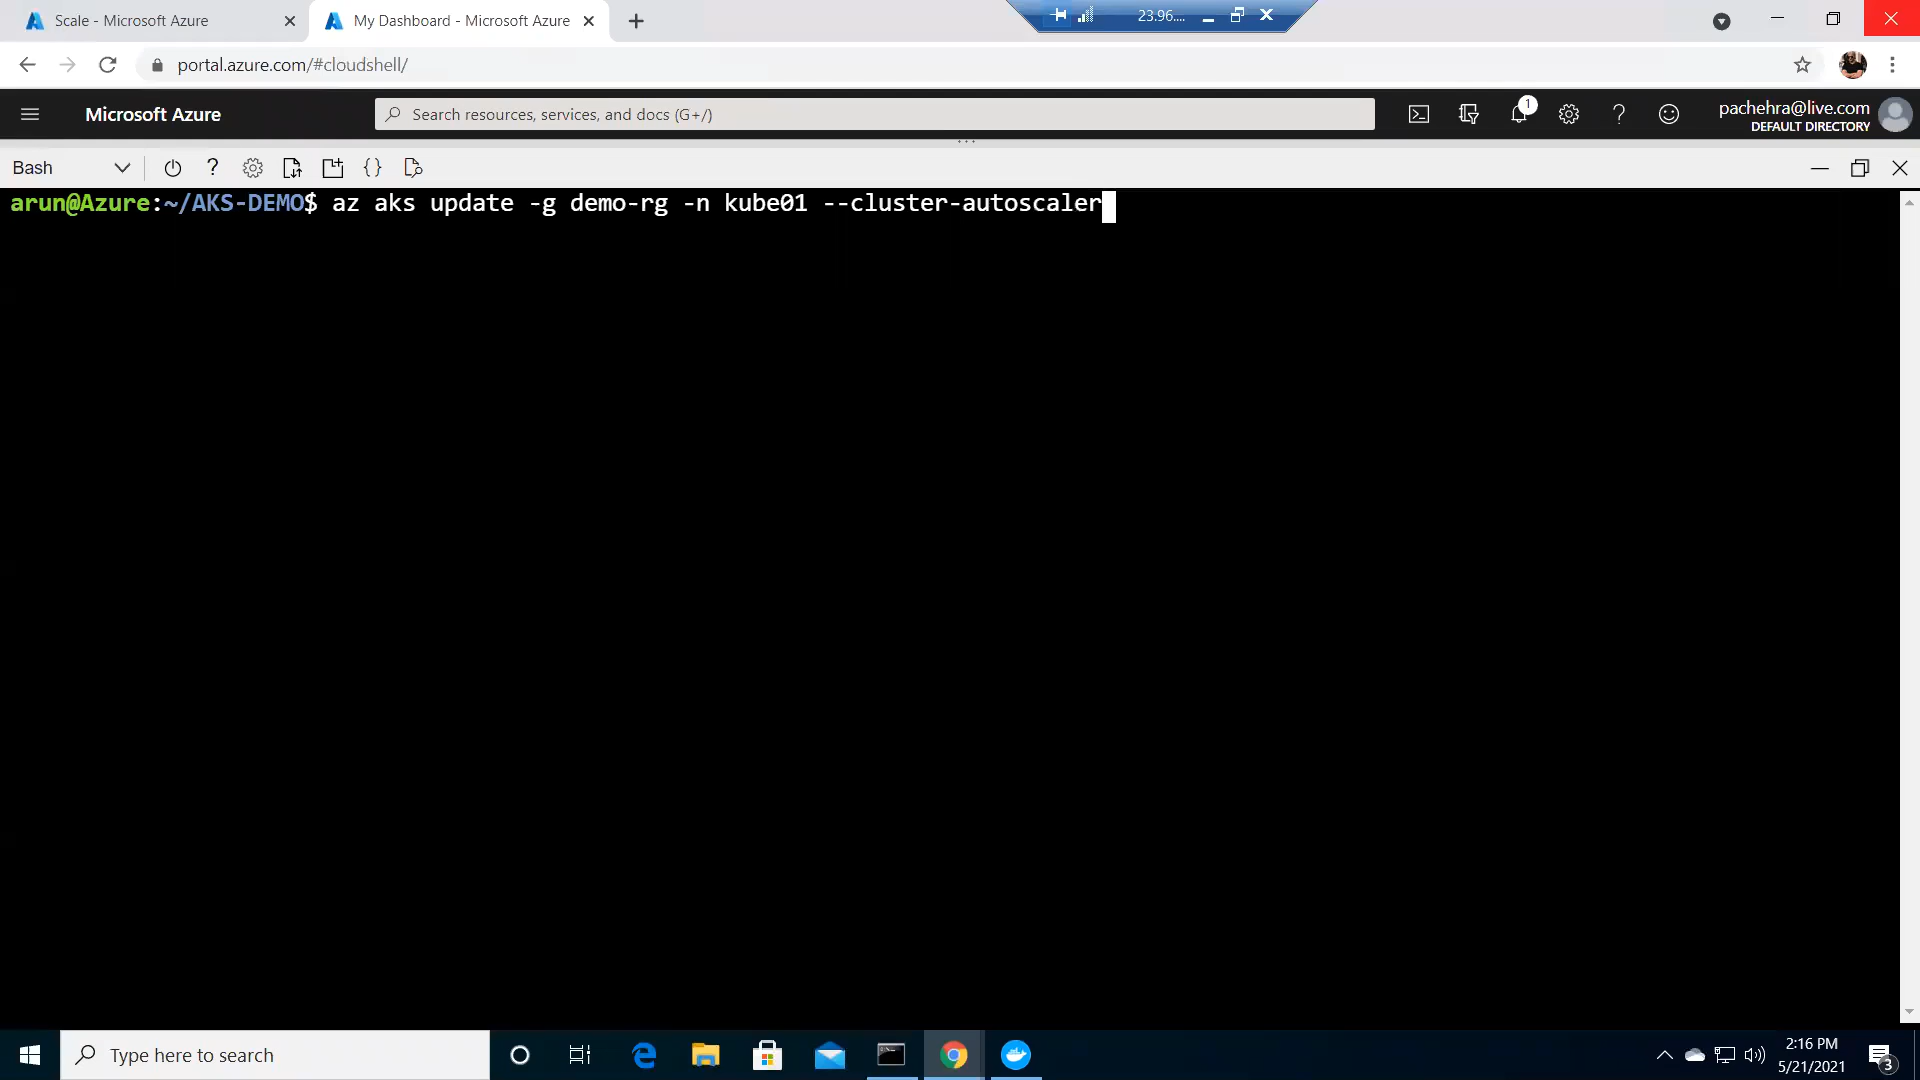 Scale - Microsoft Azure
My Dashboard - Microsoft Azure
23.96....
portal.azure.com/#cloudshell/
Microsoft Azure
Search resources, services, and docs (G+/)
1
pachehra@live.com
DEFAULT DIRECTORY
Bash
arun@Azure:~/AKS-DEMO$ az aks update -g demo-rg -n kube01 --cluster-autoscaler
Type here to search
2:16 PM
5/21/2021
3